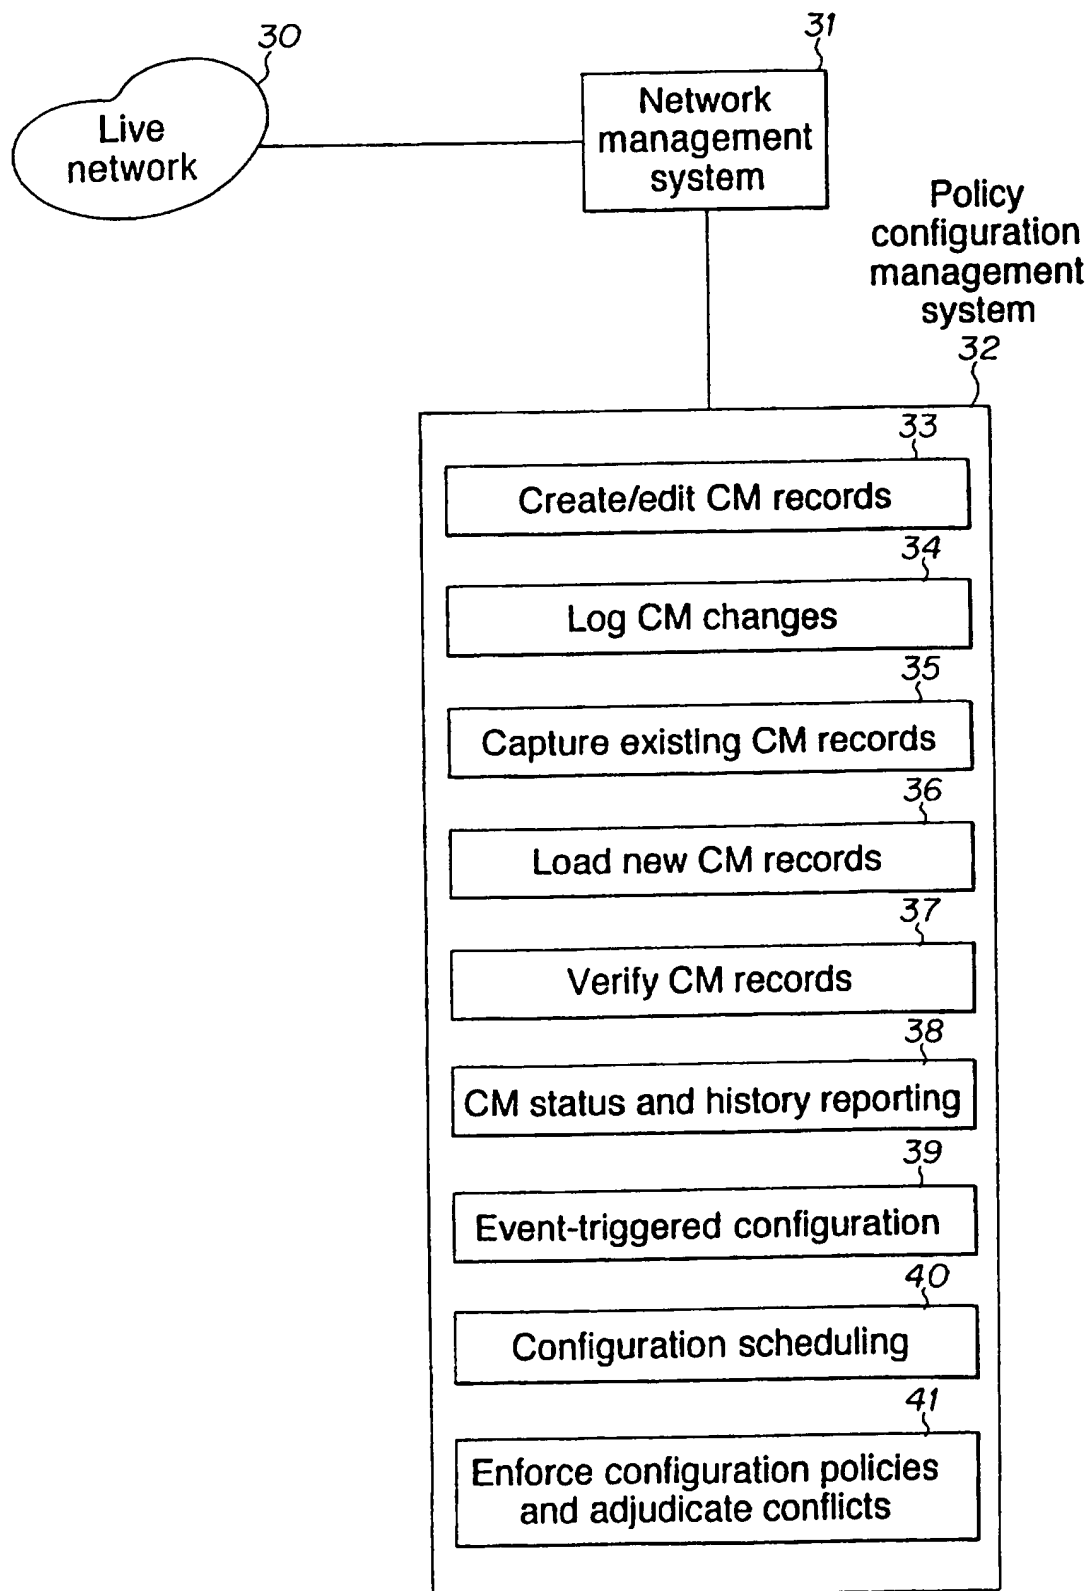 30
Live
network
31
Network
management
system
Policy
configuration
management
system
32
33
Create/edit CM records
34
Log CM changes
35
Capture existing CM records
36
Load new CM records
37
Verify CM records
38
CM status and history reporting
39
Event-triggered configuration
40
Configuration scheduling
41
Enforce configuration policies
and adjudicate conflicts